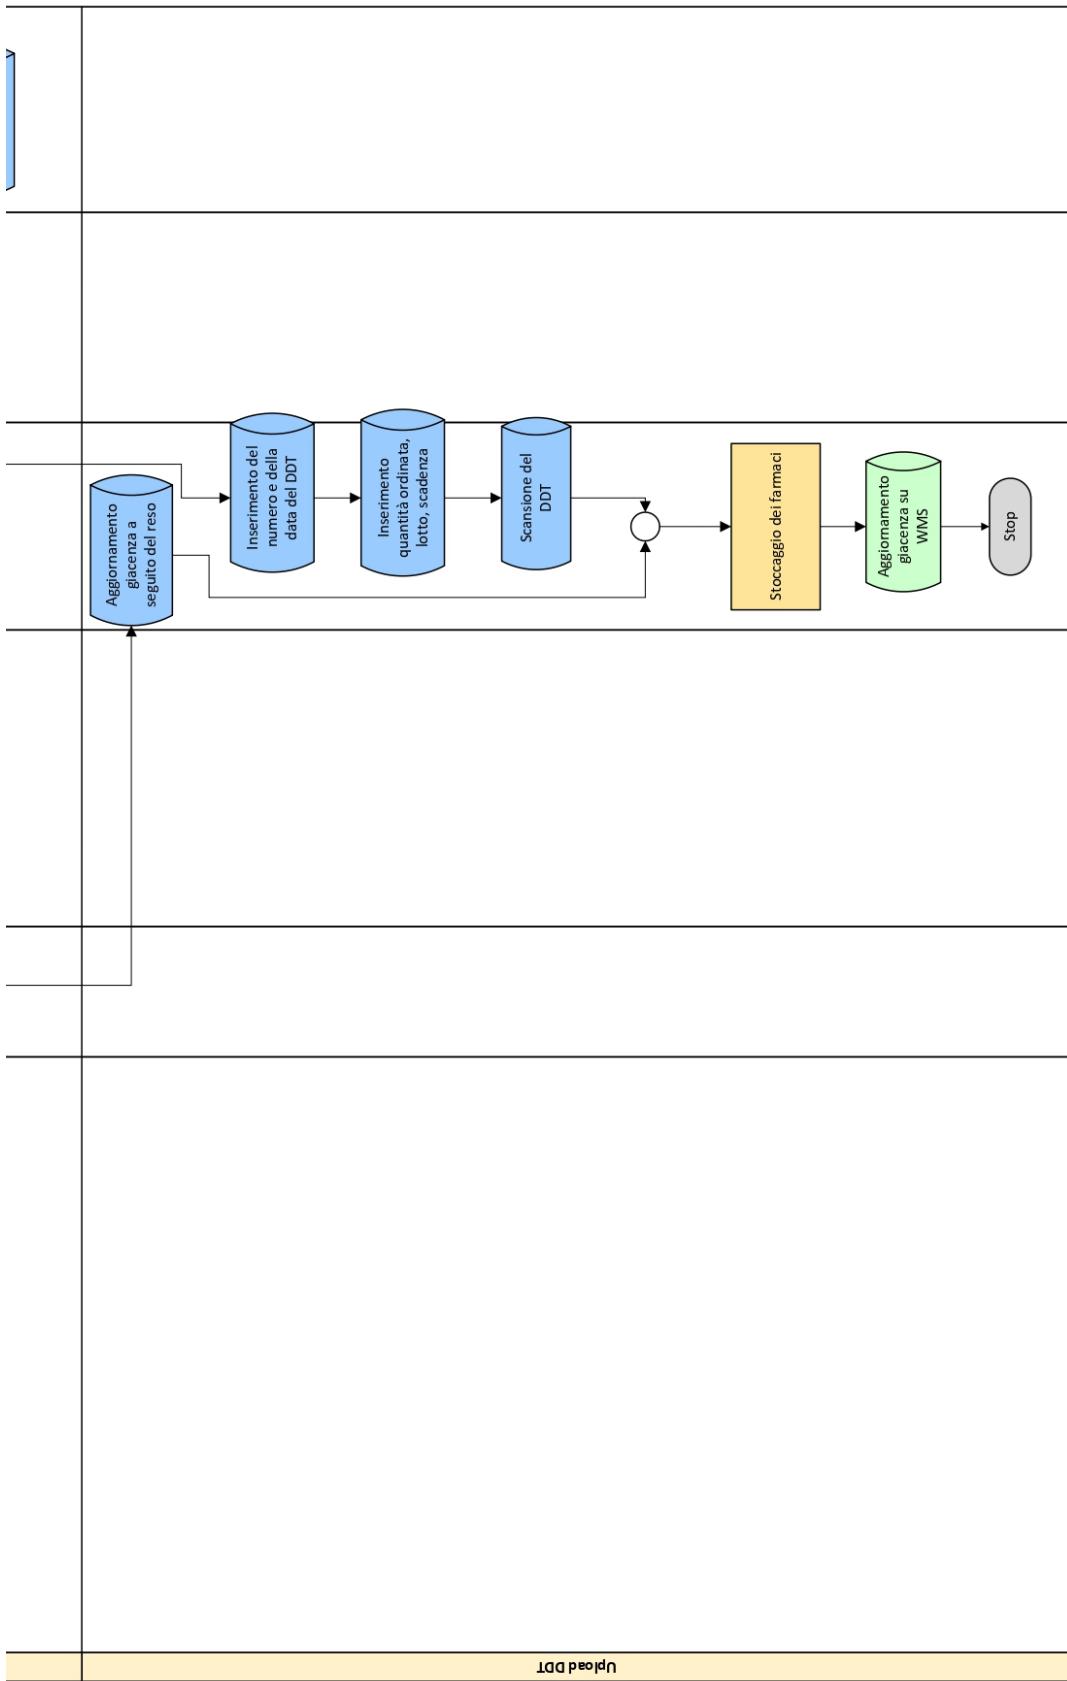 Aggiornamento
giacenza a
seguito del reso
Inserimento del
numero e della
data del DDT
Inserimento
quantità ordinata,
lotto, scadenza
Scansione del
DDT
Stoccaggio dei farmaci
Aggiornamento
giacenza su
WMS
Stop
Upload DDT